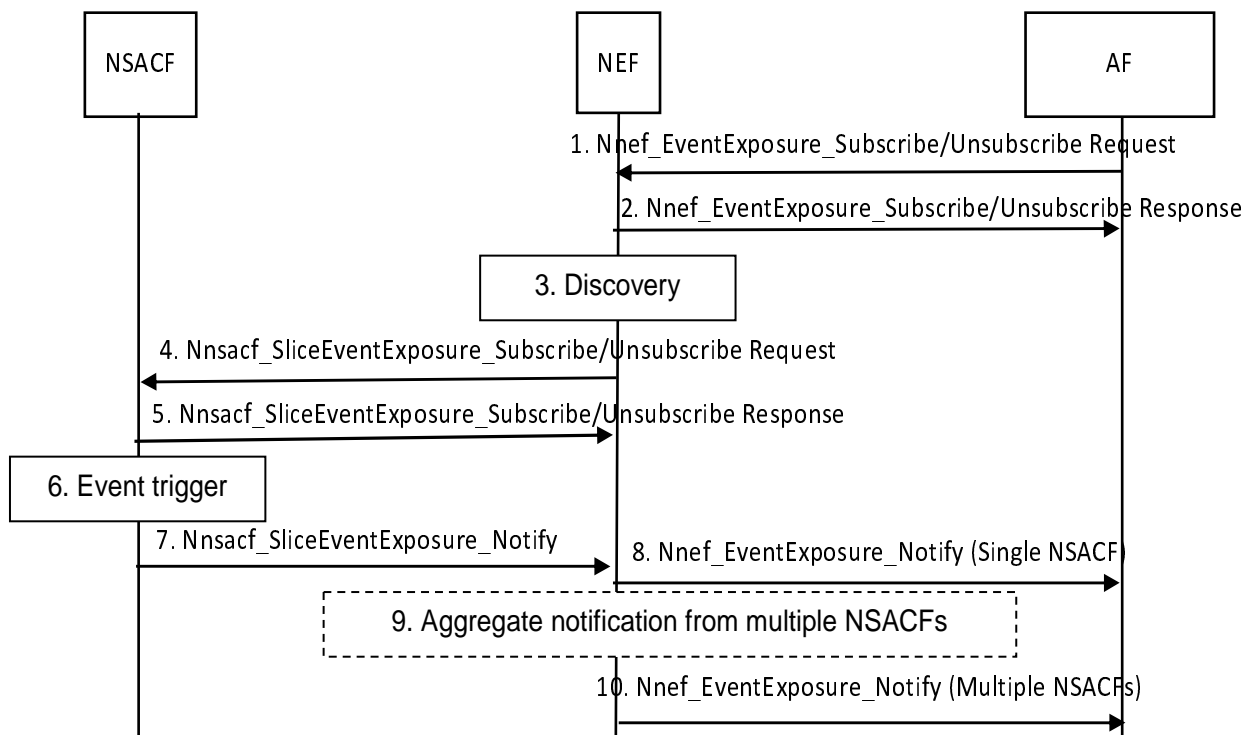 NSACF
NEF
AF
1. Nnef_EventExposure_Subscribe/Unsubscribe Request
2. Nnef_EventExposure_Subscribe/Unsubscribe Response
3. Discovery
4. Nnsacf_SliceEventExposure_Subscribe/Unsubscribe Request
5. Nnsacf_SliceEventExposure_Subscribe/Unsubscribe Response
6. Event trigger
7. Nnsacf_SliceEventExposure_Notify
8. Nnef_EventExposure_Notify (Single NSACF)
9. Aggregate notification from multiple NSACFs
10. Nnef_EventExposure_Notify (Multiple NSACFs)